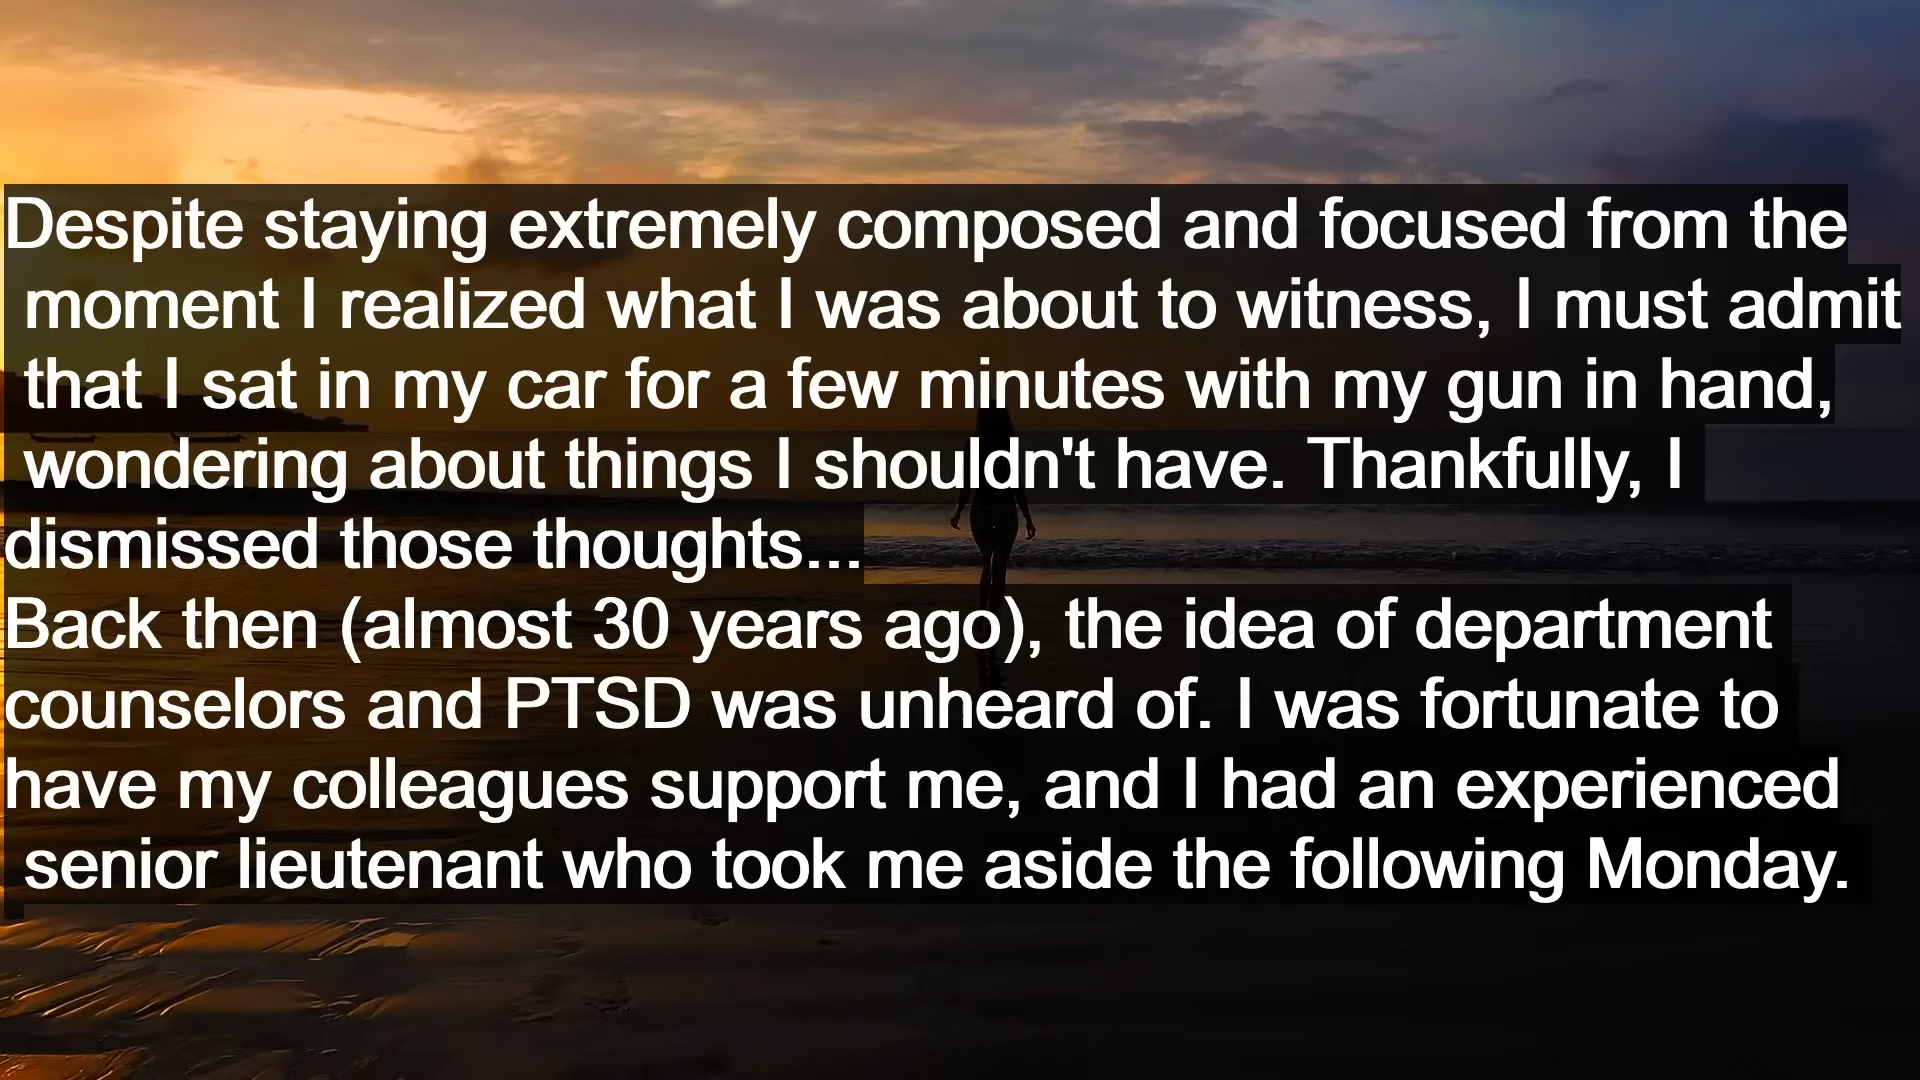 Despite staying extremely composed and focused from the
moment I realized what I was about to witness, I must admit
that I sat in my car for a few minutes with my gun in hand,
wondering about things I shouldn't have. Thankfully, I
dismissed those thoughts...
Back then (almost 30 years ago), the idea of department
counselors and PTSD was unheard of. I was fortunate to
have my colleagues support me, and I had an experienced
senior lieutenant who took me aside the following Monday.